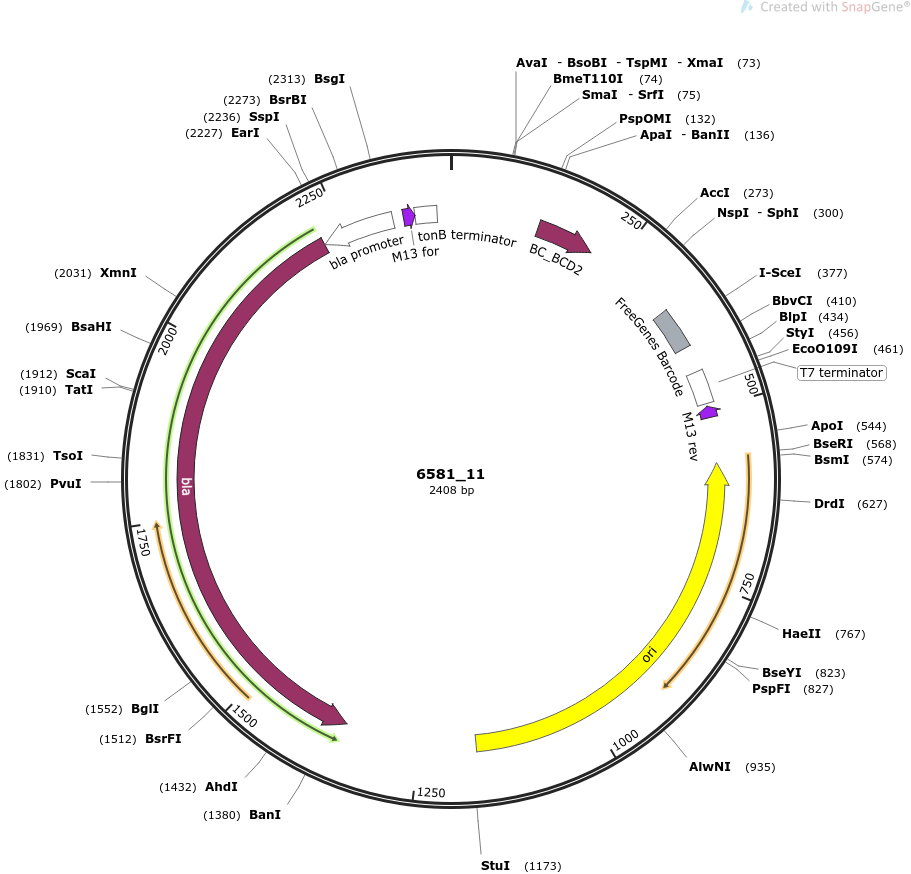 Created with SnapGene®
AvaI - BsoBI - TspMI - XmaI (73)
BmeT110I (74)
SmaI - SrfI (75)
PspOMI (132)
ApaI - BanII (136)
AccI (273)
NspI - SphI (300)
I-SceI (377)
BbvCI (410)
BlpI (434)
StyI (456)
EcoO109I (461)
T7 terminator
ApoI (544)
BseRI (568)
BsmI (574)
DrdI (627)
HaeII (767)
BseYI (823)
PspFI (827)
AlwNI (935)
StuI (1173)
(1380) BanI
(1432) AhdI
(1512) BsrFI
(1552) BglI
(1802) PvuI
(1831) TsoI
(1910) TatI
(1912) ScaI
(1969) BsaHI
(2031) XmnI
(2227) EarI
(2236) SspI
(2273) BsrBI
(2313) BsgI
250
500
750
1000
1250
1500
1750
2000
2250
bla promoter
M13 for
tonB terminator
BC_BCD2
FreeGenes Barcode
M13 rev
ori
bla
6581_11
2408 bp